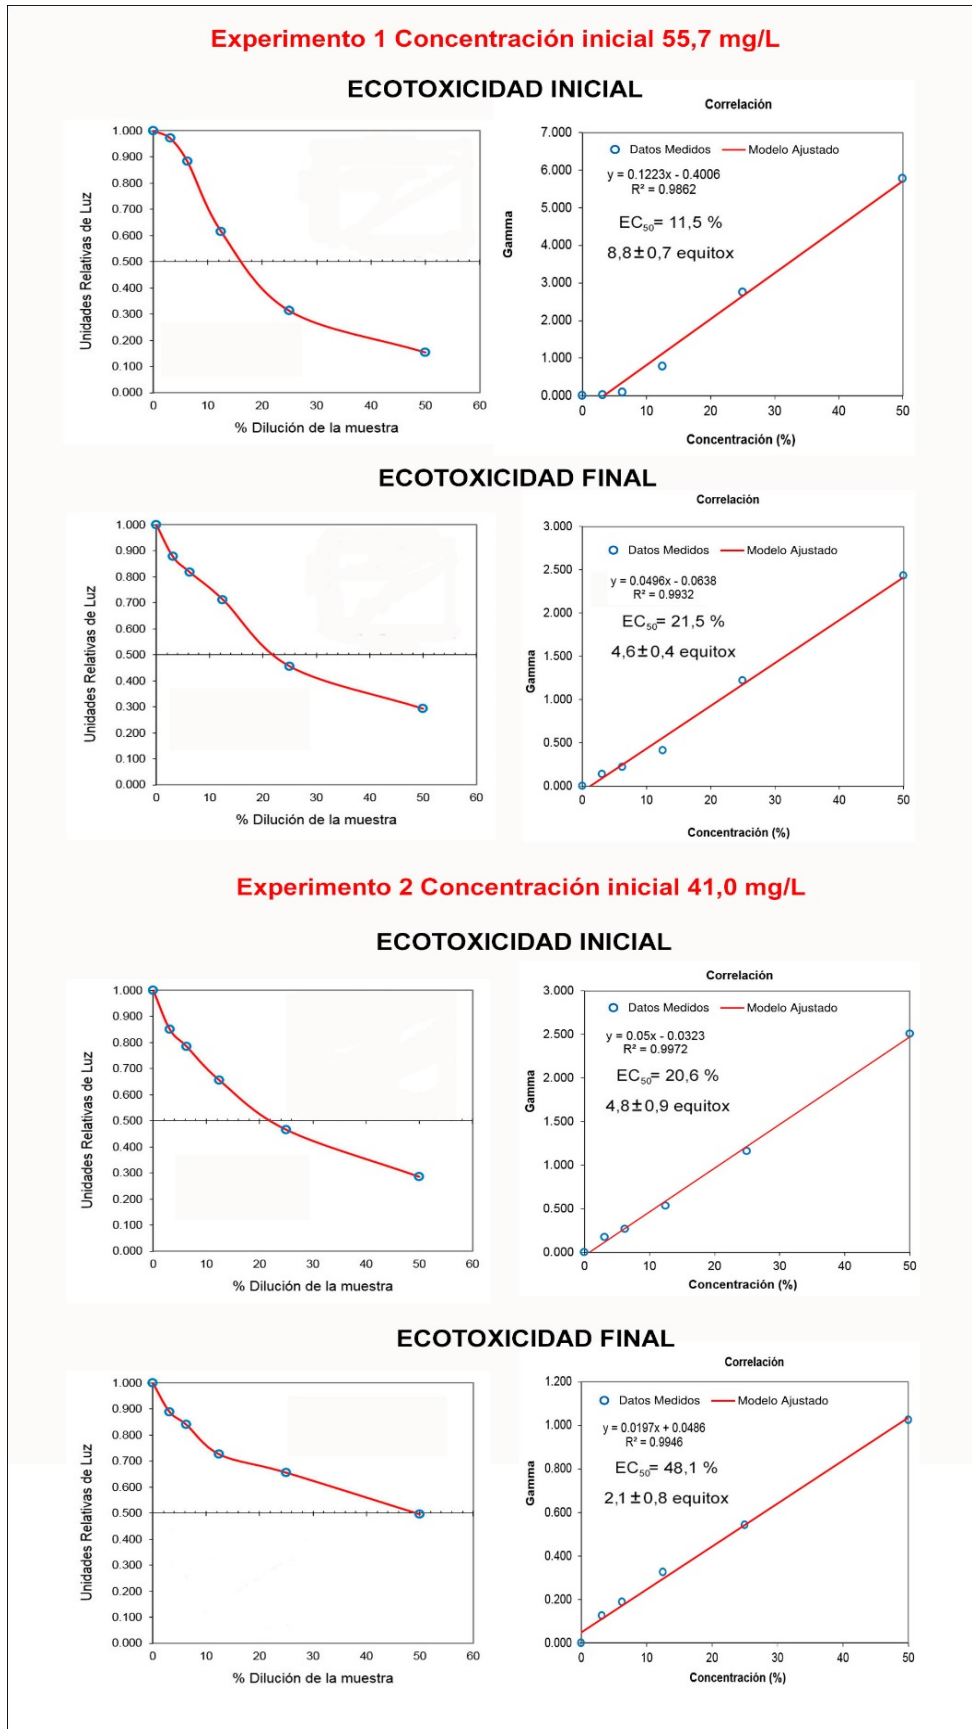 Experimento 1 Concentración inicial 55,7 mg/L
ECOTOXICIDAD INICIAL
1.000
0.900
0.800
0.700
0.600
0.500
0.400
0.300
0.200
0.100
0.000
Unidades Relativas de Luz
0 10 20 30 40 50 60
% Dilución de la muestra
Correlación
7.000
6.000
5.000
4.000
3.000
2.000
1.000
0.000
Gamma
Datos Medidos Modelo Ajustado
y = 0.1223x - 0.4006
R² = 0.9862
EC₅₀= 11,5 %
8,8±0,7 equitox
0 10 20 30 40 50
Concentración (%)
ECOTOXICIDAD FINAL
1.000
0.900
0.800
0.700
0.600
0.500
0.400
0.300
0.200
0.100
0.000
Unidades Relativas de Luz
0 10 20 30 40 50 60
% Dilución de la muestra
Correlación
3.000
2.500
2.000
1.500
1.000
0.500
0.000
Gamma
Datos Medidos Modelo Ajustado
y = 0.0496x - 0.0638
R² = 0.9932
EC₅₀= 21,5 %
4,6±0,4 equitox
0 10 20 30 40 50
Concentración (%)
Experimento 2 Concentración inicial 41,0 mg/L
ECOTOXICIDAD INICIAL
1.000
0.900
0.800
0.700
0.600
0.500
0.400
0.300
0.200
0.100
0.000
Unidades Relativas de Luz
0 10 20 30 40 50 60
% Dilución de la muestra
Correlación
3.000
2.500
2.000
1.500
1.000
0.500
0.000
Gamma
Datos Medidos Modelo Ajustado
y = 0.05x - 0.0323
R² = 0.9972
EC₅₀= 20,6 %
4,8±0,9 equitox
0 10 20 30 40 50
Concentración (%)
ECOTOXICIDAD FINAL
1.000
0.900
0.800
0.700
0.600
0.500
0.400
0.300
0.200
0.100
0.000
Unidades Relativas de Luz
0 10 20 30 40 50 60
% Dilución de la muestra
Correlación
1.200
1.000
0.800
0.600
0.400
0.200
0.000
Gamma
Datos Medidos Modelo Ajustado
y = 0.0197x + 0.0486
R² = 0.9946
EC₅₀= 48,1 %
2,1±0,8 equitox
0 10 20 30 40 50
Concentración (%)